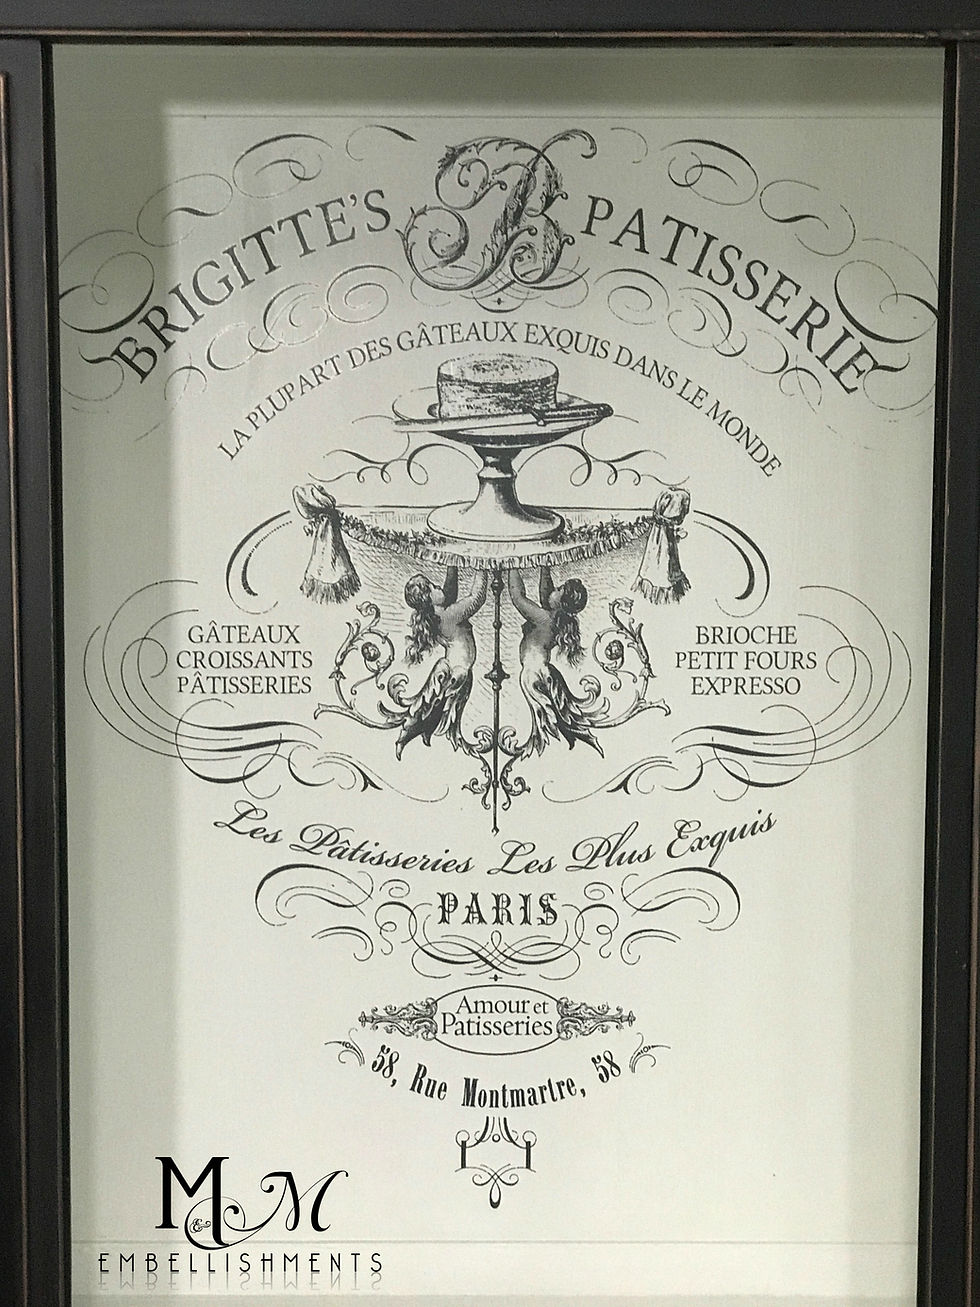 BRIGITTE'S B PATISSERIE
LA PLUPART DES GÂTEAUX EXQUIS DANS LE MONDE
GÂTEAUX
CROISSANTS
PÂTISSERIES
BRIOCHE
PETIT FOURS
EXPRESSO
Les Pâtisseries Les Plus Exquis
PARIS
Amour et
Patisseries
58, Rue Montmartre, 58
M & M
EMBELLISHMENTS